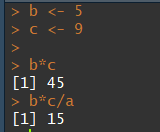 > b <- 5
> c <- 9
>
> b*c
[1] 45
> b*c/a
[1] 15